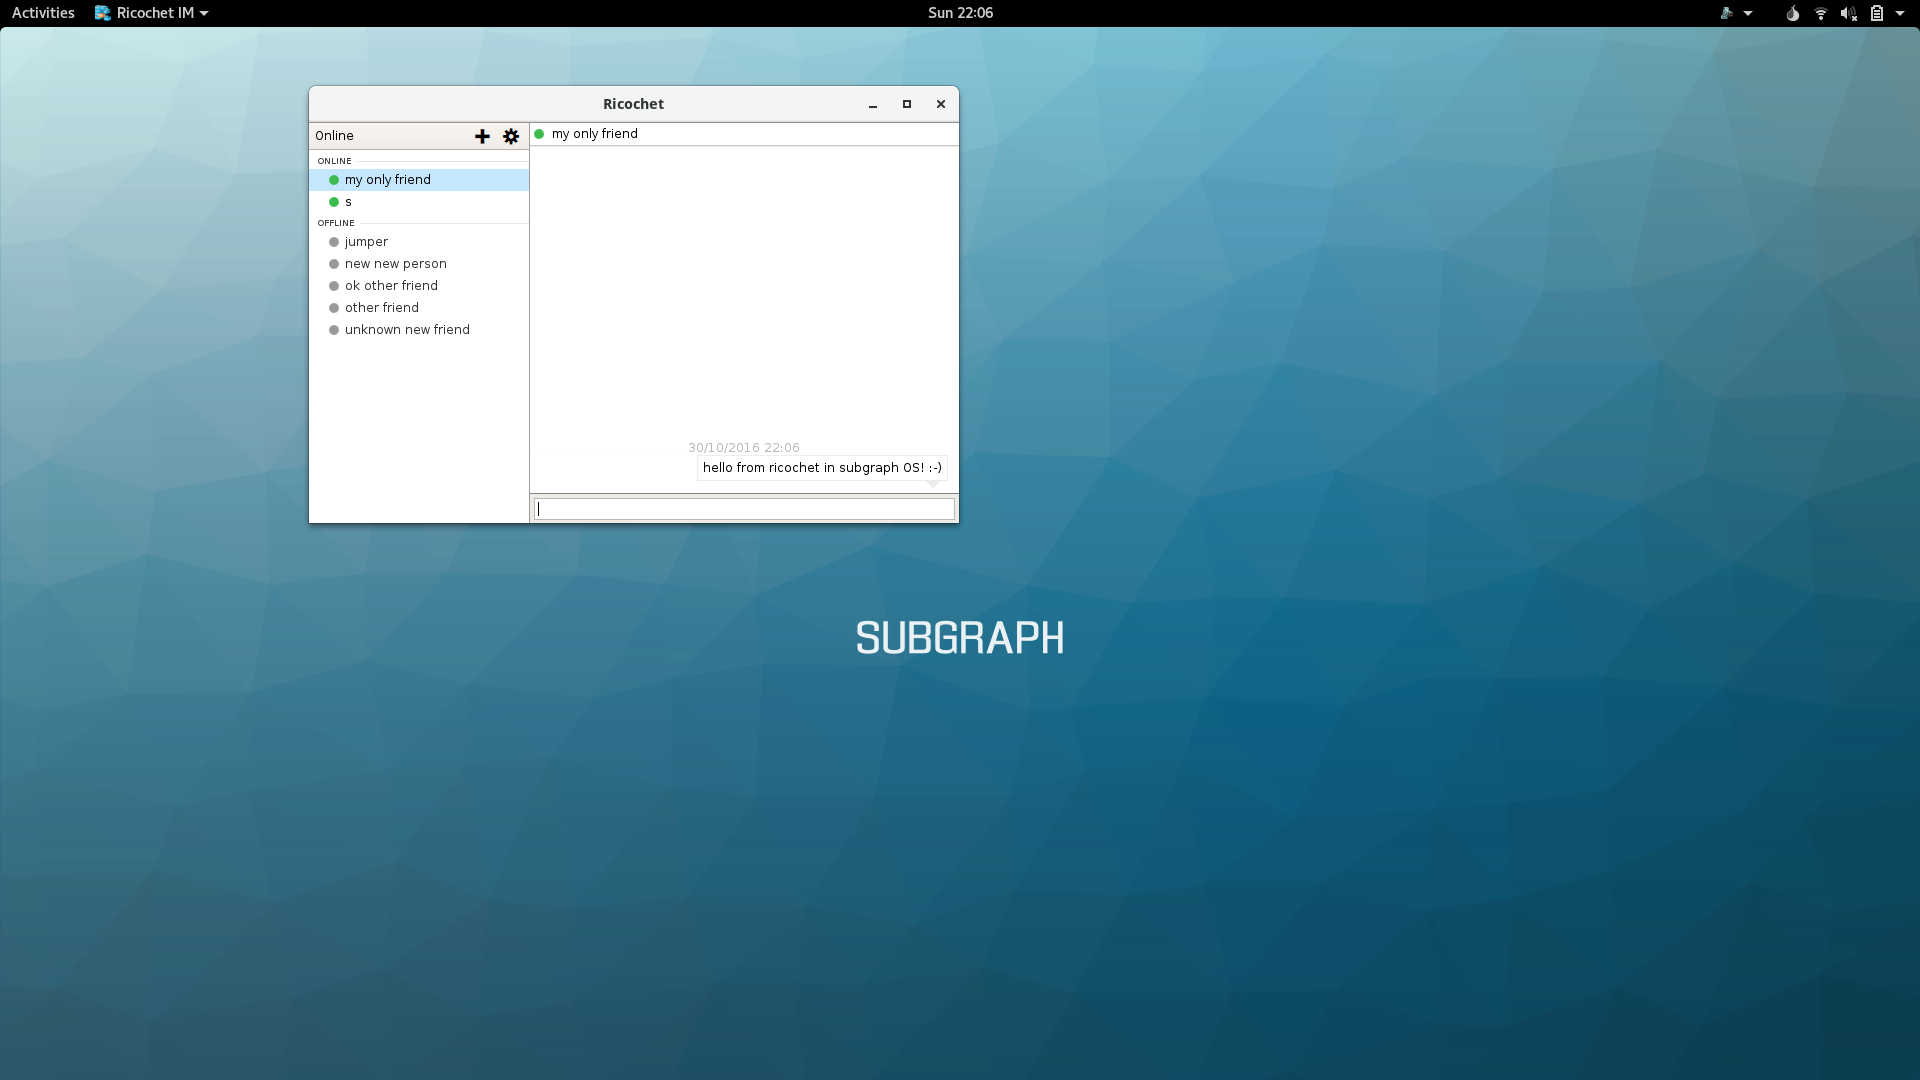 Activities
Ricochet IM
Sun 22:06
Ricochet
Online
ONLINE
my only friend
s
OFFLINE
jumper
new new person
ok other friend
other friend
unknown new friend
my only friend
30/10/2016 22:06
hello from ricochet in subgraph OS! :-)
SUBGRAPH